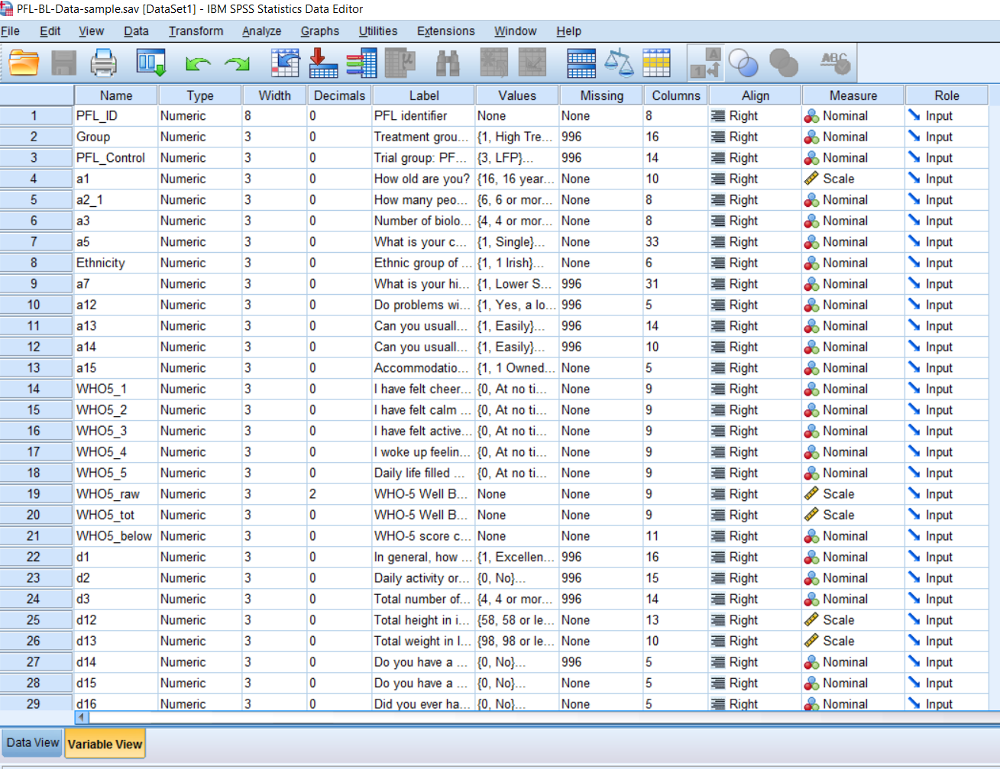 PFL-BL-Data-sample.sav [DataSet1] - IBM SPSS Statistics Data Editor
File Edit View Data Transform Analyze Graphs Utilities Extensions Window Help
Name Type Width Decimals Label Values Missing Columns Align Measure Role
1 PFL_ID Numeric 8 0 PFL identifier None None 8 Right Nominal Input
2 Group Numeric 3 0 Treatment grou... {1, High Tre... 996 16 Right Nominal Input
3 PFL_Control Numeric 3 0 Trial group: PF... {3, LFP}... 996 14 Right Nominal Input
4 a1 Numeric 3 0 How old are you? {16, 16 year... None 10 Right Scale Input
5 a2_1 Numeric 3 0 How many peo... {6, 6 or mor... None 8 Right Nominal Input
6 a3 Numeric 3 0 Number of biolo... {4, 4 or mor... None 8 Right Nominal Input
7 a5 Numeric 3 0 What is your c... {1, Single}... None 33 Right Nominal Input
8 Ethnicity Numeric 3 0 Ethnic group of ... {1, 1 Irish}... None 6 Right Nominal Input
9 a7 Numeric 3 0 What is your hi... {1, Lower S... 996 31 Right Nominal Input
10 a12 Numeric 3 0 Do problems wi... {1, Yes, a lo... 996 5 Right Nominal Input
11 a13 Numeric 3 0 Can you usuall... {1, Easily}... 996 14 Right Nominal Input
12 a14 Numeric 3 0 Can you usuall... {1, Easily}... 996 10 Right Nominal Input
13 a15 Numeric 3 0 Accommodatio... {1, 1 Owned... None 5 Right Nominal Input
14 WHO5_1 Numeric 3 0 I have felt cheer... {0, At no ti... None 9 Right Nominal Input
15 WHO5_2 Numeric 3 0 I have felt calm ... {0, At no ti... None 9 Right Nominal Input
16 WHO5_3 Numeric 3 0 I have felt active... {0, At no ti... None 9 Right Nominal Input
17 WHO5_4 Numeric 3 0 I woke up feelin... {0, At no ti... None 9 Right Nominal Input
18 WHO5_5 Numeric 3 0 Daily life filled ... {0, At no ti... None 9 Right Nominal Input
19 WHO5_raw Numeric 3 2 WHO-5 Well B... None None 9 Right Scale Input
20 WHO5_tot Numeric 3 0 WHO-5 Well B... None None 9 Right Scale Input
21 WHO5_below Numeric 3 0 WHO-5 score c... None None 11 Right Nominal Input
22 d1 Numeric 3 0 In general, how ... {1, Excellen... 996 16 Right Nominal Input
23 d2 Numeric 3 0 Daily activity or... {0, No}... 996 15 Right Nominal Input
24 d3 Numeric 3 0 Total number of... {4, 4 or mor... 996 14 Right Nominal Input
25 d12 Numeric 3 0 Total height in i... {58, 58 or le... None 13 Right Scale Input
26 d13 Numeric 3 0 Total weight in l... {98, 98 or le... None 10 Right Scale Input
27 d14 Numeric 3 0 Do you have a ... {0, No}... 996 5 Right Nominal Input
28 d15 Numeric 3 0 Do you have a ... {0, No}... None 5 Right Nominal Input
29 d16 Numeric 3 0 Did you ever ha... {0, No}... None 5 Right Nominal Input
Data View Variable View